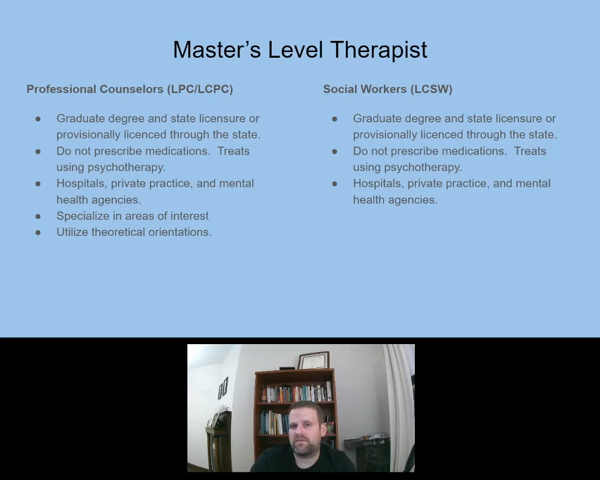 Master's Level Therapist
Professional Counselors (LPC/LCPC)
● Graduate degree and state licensure or
provisionally licenced through the state.
● Do not prescribe medications. Treats
using psychotherapy.
● Hospitals, private practice, and mental
health agencies.
● Specialize in areas of interest
● Utilize theoretical orientations.
Social Workers (LCSW)
● Graduate degree and state licensure or
provisionally licenced through the state.
● Do not prescribe medications. Treats
using psychotherapy.
● Hospitals, private practice, and mental
health agencies.